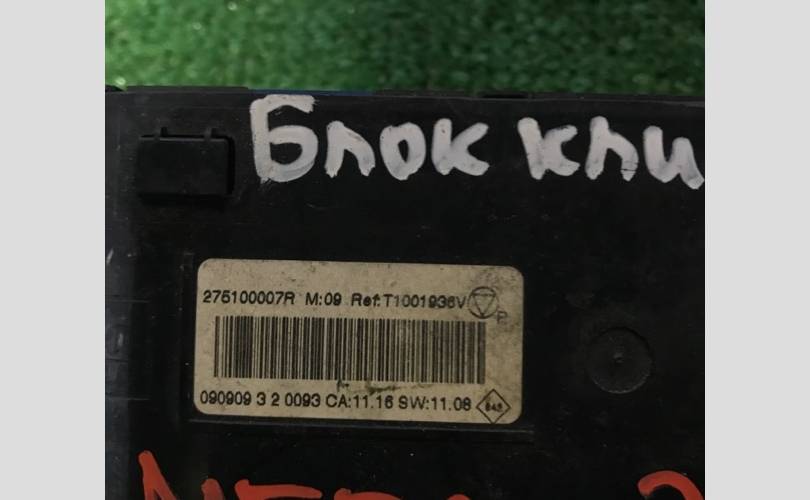 Блок кли
275100007R M:09 Ref:T1001936V
P
090909 3 2 0093 CA:11.16 SW:11.08